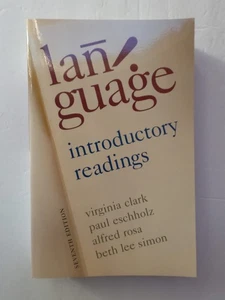 lan̄
guage
introductory
readings
virginia clark
paul eschholz
alfred rosa
beth lee simon
SEVENTH EDITION